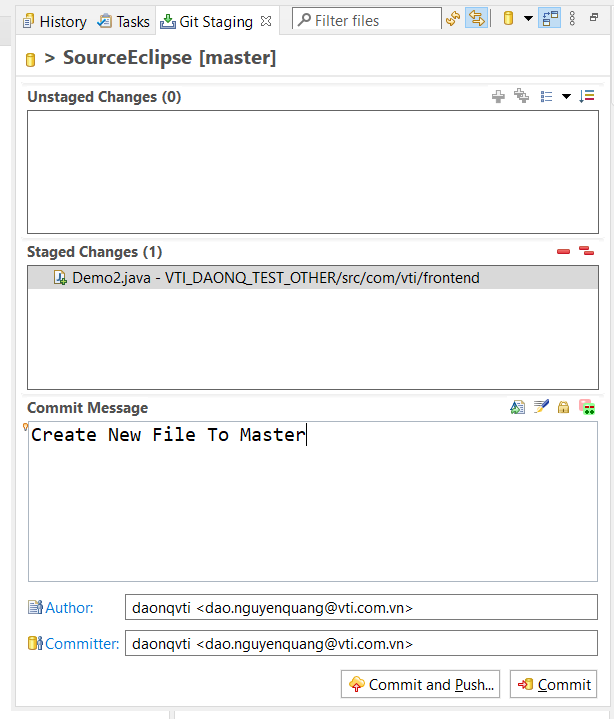 History Tasks Git Staging Filter files
> SourceEclipse [master]
Unstaged Changes (0)
Staged Changes (1)
Demo2.java - VTI_DAONQ_TEST_OTHER/src/com/vti/frontend
Commit Message
Create New File To Master
Author: daonqvti <dao.nguyenquang@vti.com.vn>
Committer: daonqvti <dao.nguyenquang@vti.com.vn>
Commit and Push... Commit